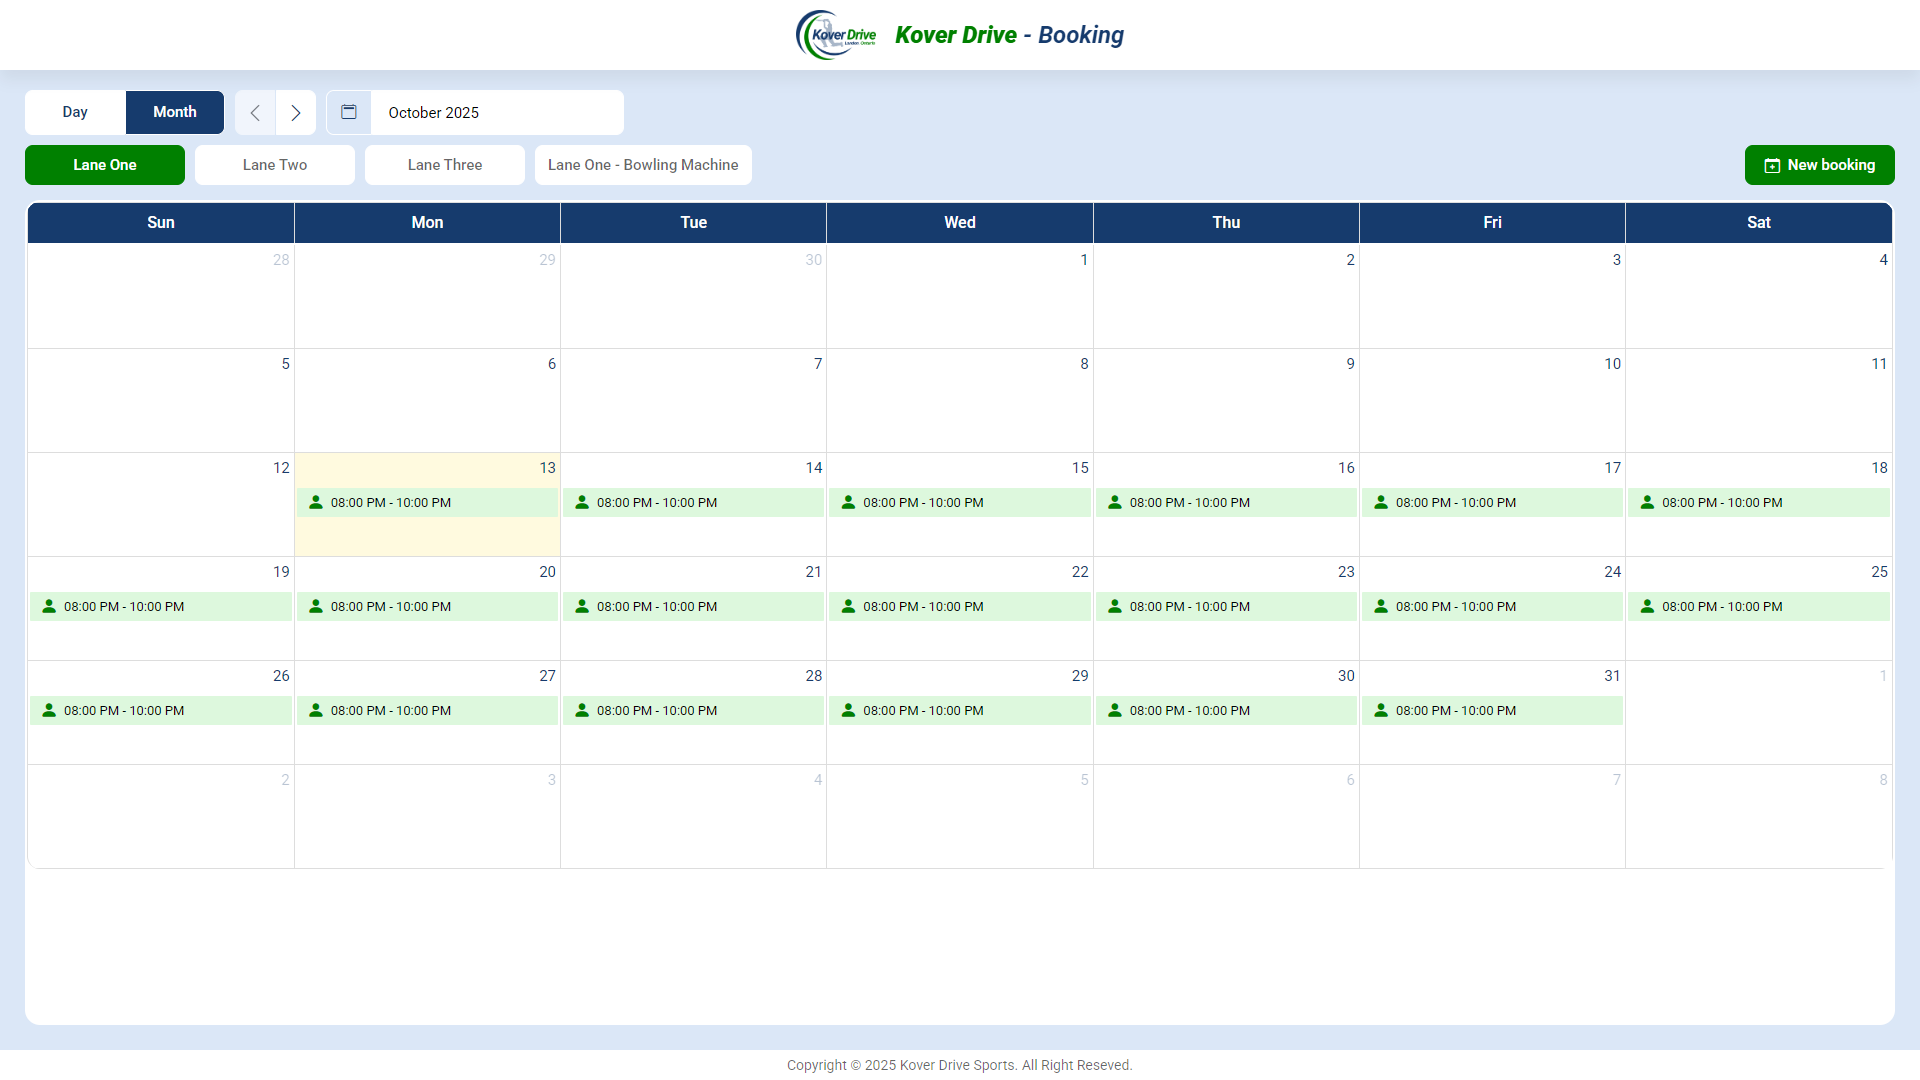 Kover Drive
London, Ontario
Kover Drive - Booking
Day
Month
October 2025
Lane One
Lane Two
Lane Three
Lane One - Bowling Machine
New booking
Sun Mon Tue Wed Thu Fri Sat
28 29 30 1 2 3 4
5 6 7 8 9 10 11
12 13 14 15 16 17 18
08:00 PM - 10:00 PM 08:00 PM - 10:00 PM 08:00 PM - 10:00 PM 08:00 PM - 10:00 PM 08:00 PM - 10:00 PM 08:00 PM - 10:00 PM
19 20 21 22 23 24 25
08:00 PM - 10:00 PM 08:00 PM - 10:00 PM 08:00 PM - 10:00 PM 08:00 PM - 10:00 PM 08:00 PM - 10:00 PM 08:00 PM - 10:00 PM 08:00 PM - 10:00 PM
26 27 28 29 30 31 1
08:00 PM - 10:00 PM 08:00 PM - 10:00 PM 08:00 PM - 10:00 PM 08:00 PM - 10:00 PM 08:00 PM - 10:00 PM 08:00 PM - 10:00 PM
2 3 4 5 6 7 8
Copyright © 2025 Kover Drive Sports. All Right Reseved.